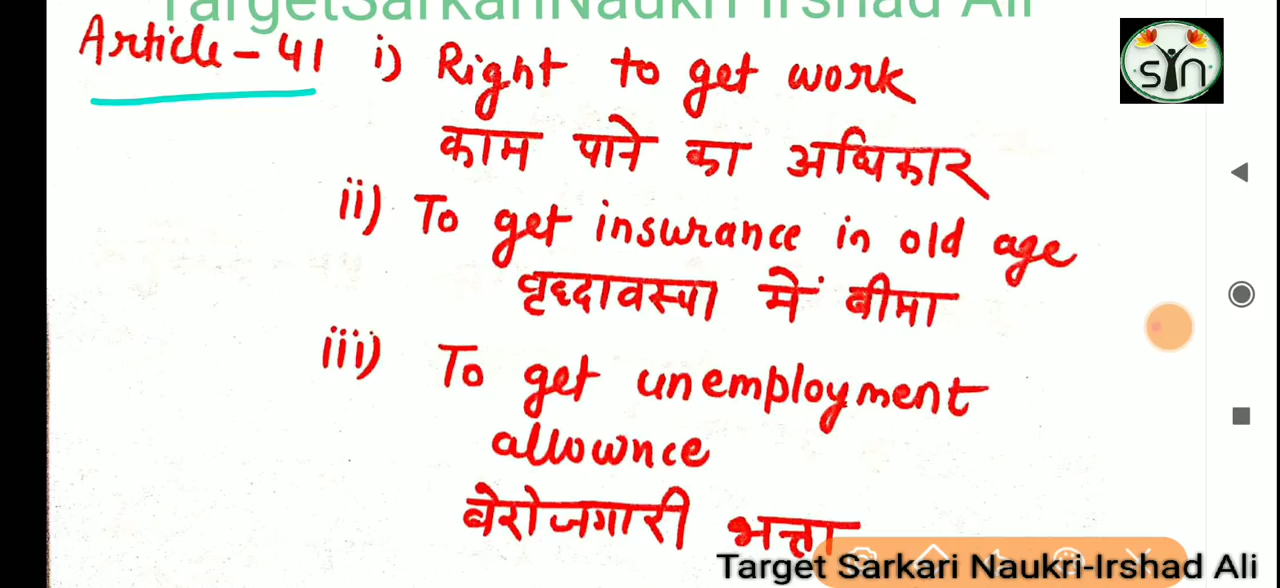 TargetSarkariNaukri Irshad Ali
Article - 41 i) Right to get work
काम पाने का अधिकार
ii) To get insurance in old age
वृद्दावस्था में बीमा
iii) To get unemployment
allownce
बेरोजगारी भत्ता
SYN
Target Sarkari Naukri-Irshad Ali